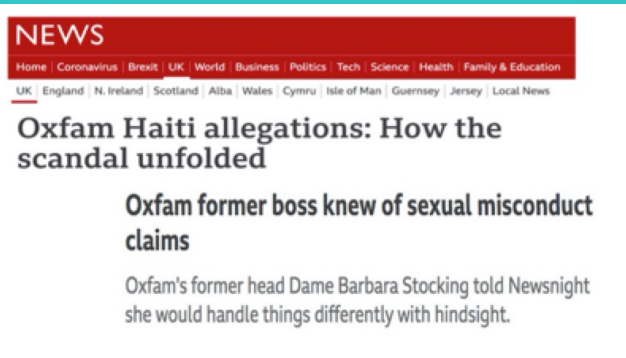 NEWS
Home | Coronavirus | Brexit | UK | World | Business | Politics | Tech | Science | Health | Family & Education
UK | England | N. Ireland | Scotland | Alba | Wales | Cymru | Isle of Man | Guernsey | Jersey | Local News
Oxfam Haiti allegations: How the
scandal unfolded
Oxfam former boss knew of sexual misconduct
claims
Oxfam's former head Dame Barbara Stocking told Newsnight
she would handle things differently with hindsight.